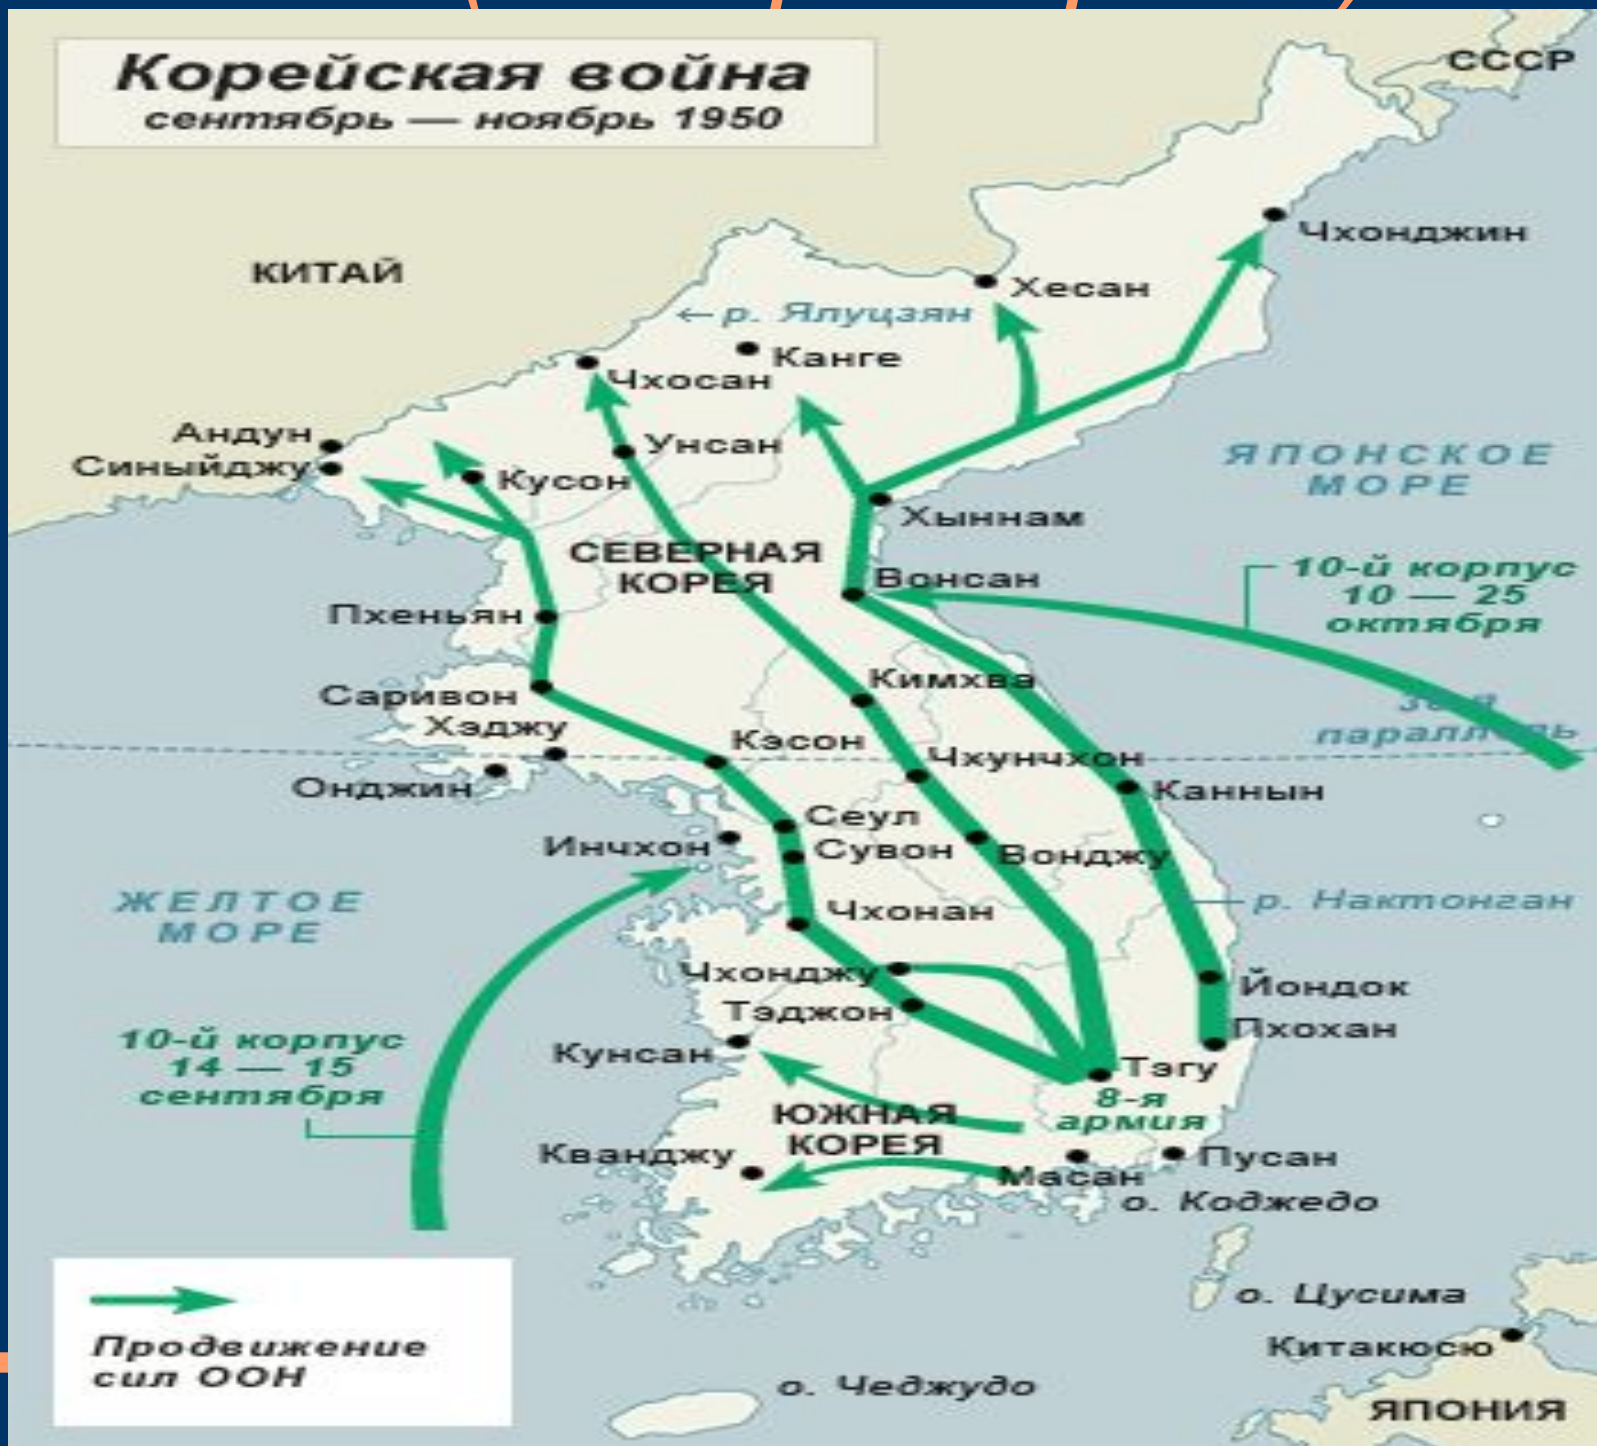 Корейская война
сентябрь — ноябрь 1950
СССР
Чхонджин
КИТАЙ
Хесан
← р. Ялуцзян
Канге
Чхосан
Андун
Унсан
Синыйджу
Кусон
ЯПОНСКОЕ
МОРЕ
Хыннам
СЕВЕРНАЯ
КОРЕЯ
Вонсан
10-й корпус
10 — 25
октября
Пхеньян
Кимхва
Саривон
38-я
параллель
Хэджу
Кэсон
Чхунчхон
Онджин
Каннын
Сеул
Инчхон
Сувон
Вонджу
ЖЕЛТОЕ
МОРЕ
р. Нактонган
Чхонан
Чхонджу
Йондок
Тэджон
Пхохан
10-й корпус
14 — 15
сентября
Кунсан
Тэгу
8-я
армия
ЮЖНАЯ
КОРЕЯ
Кванджу
Масан
Пусан
о. Коджедо
о. Цусима
Продвижение
сил ООН
Китакюсю
о. Чеджудо
ЯПОНИЯ